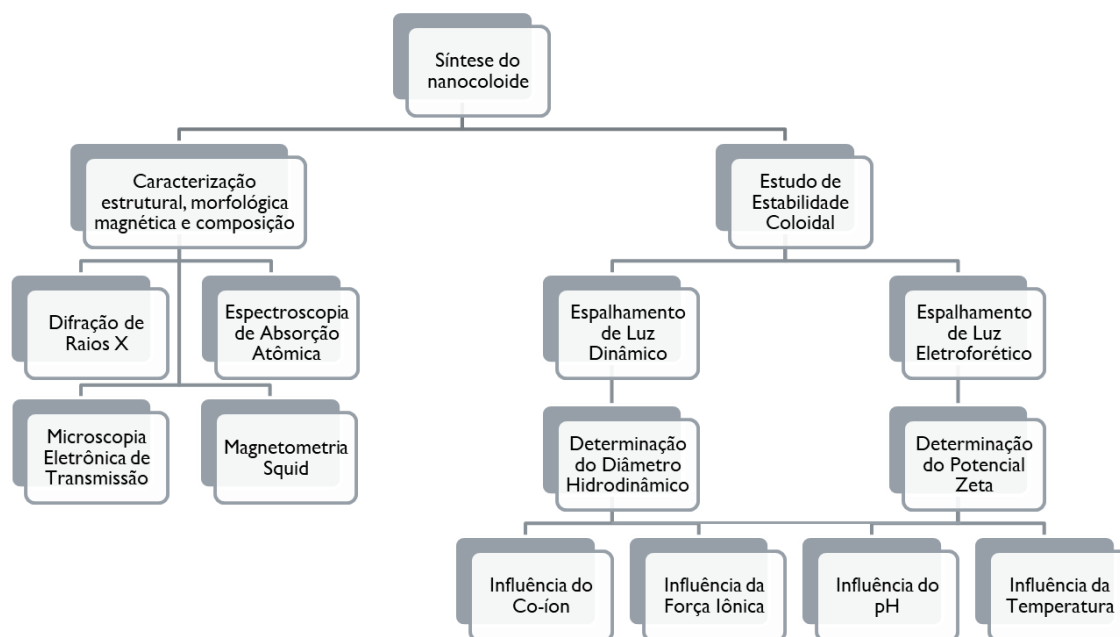 Síntese do
nanocoloide
Caracterização
estrutural, morfológica
magnética e composição
Estudo de
Estabilidade
Coloidal
Difração de
Raios X
Espectroscopia
de Absorção
Atômica
Espalhamento
de Luz
Dinâmico
Espalhamento
de Luz
Eletroforético
Microscopia
Eletrônica de
Transmissão
Magnetometria
Squid
Determinação
do Diâmetro
Hidrodinâmico
Determinação
do Potencial
Zeta
Influência do
Co-íon
Influência da
Força Iônica
Influência do
pH
Influência da
Temperatura